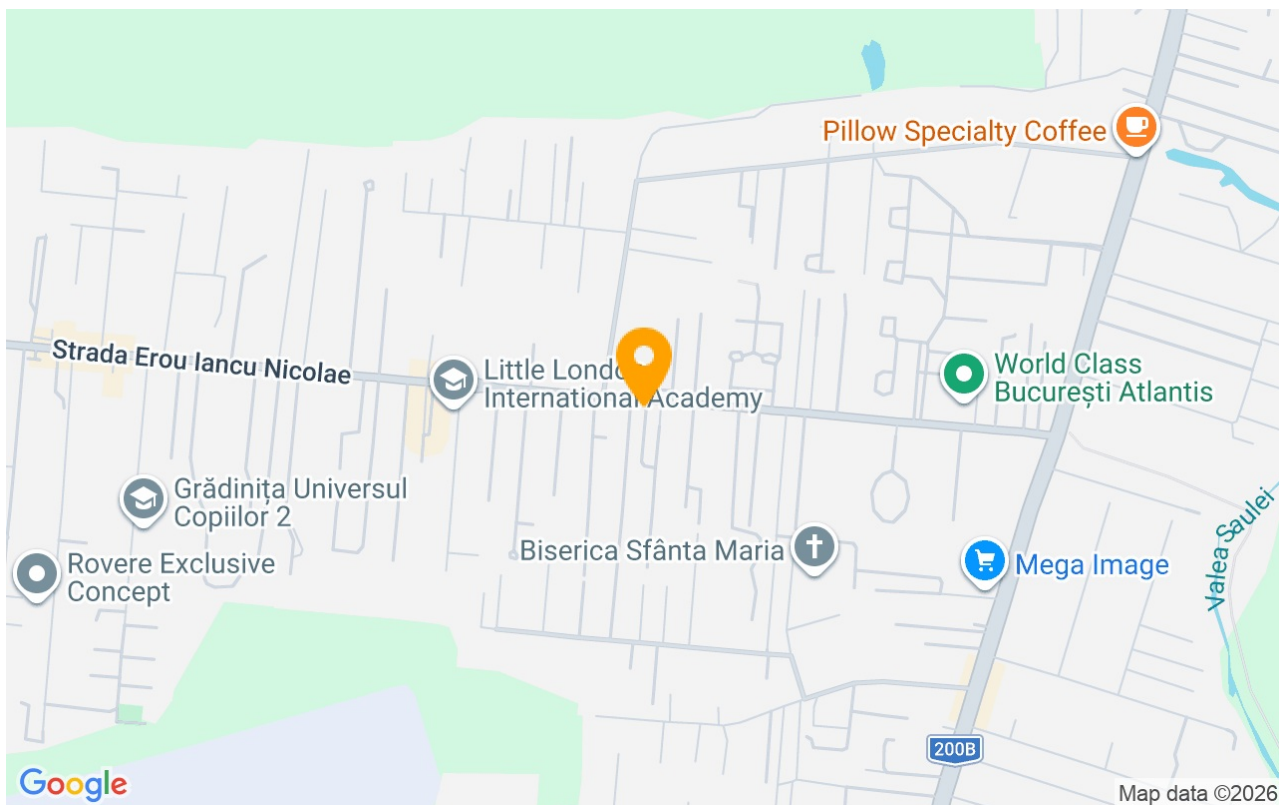 Pillow Specialty Coffee
Strada Erou Iancu Nicolae
Little London
International Academy
World Class
București Atlantis
Grădinița Universul
Copiilor 2
Biserica Sfânta Maria
Rovere Exclusive
Concept
Mega Image
Valea Saulei
200B
Google
Map data ©2026